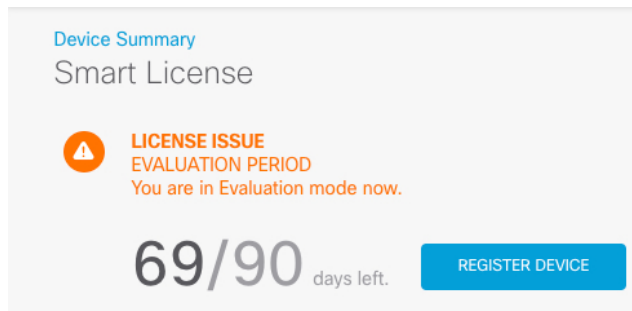 Device Summary
Smart License
LICENSE ISSUE
EVALUATION PERIOD
You are in Evaluation mode now.
69/90 days left.
REGISTER DEVICE